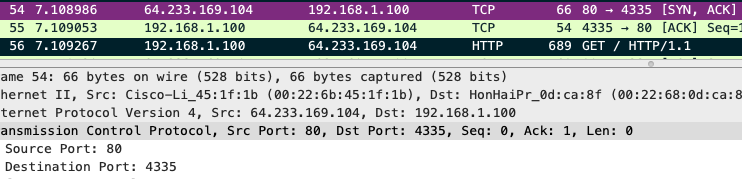 54 7.108986 64.233.169.104 192.168.1.100 TCP 66 80 → 4335 [SYN, ACK]
55 7.109053 192.168.1.100 64.233.169.104 TCP 54 4335 → 80 [ACK] Seq=1
56 7.109267 192.168.1.100 64.233.169.104 HTTP 689 GET / HTTP/1.1
ame 54: 66 bytes on wire (528 bits), 66 bytes captured (528 bits)
hernet II, Src: Cisco-Li_45:1f:1b (00:22:6b:45:1f:1b), Dst: HonHaiPr_0d:ca:8f (00:22:68:0d:ca:8
ternet Protocol Version 4, Src: 64.233.169.104, Dst: 192.168.1.100
ansmission Control Protocol, Src Port: 80, Dst Port: 4335, Seq: 0, Ack: 1, Len: 0
Source Port: 80
Destination Port: 4335